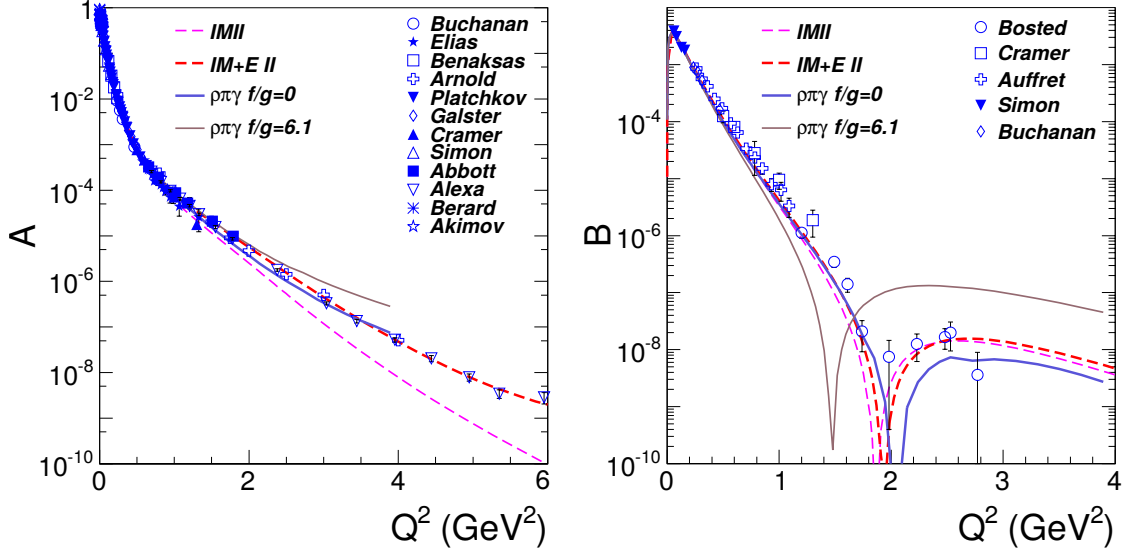 1
10^-2
10^-4
10^-6
10^-8
10^-10
A
0 2 4 6
Q^2 (GeV^2)
IMII
IM+E II
ρπγ f/g=0
ρπγ f/g=6.1
Buchanan
Elias
Benaksas
Arnold
Platchkov
Galster
Cramer
Simon
Abbott
Alexa
Berard
Akimov
10^-2
10^-4
10^-6
10^-8
10^-10
B
0 1 2 3 4
Q^2 (GeV^2)
IMII
IM+E II
ρπγ f/g=0
ρπγ f/g=6.1
Bosted
Cramer
Auffret
Simon
Buchanan